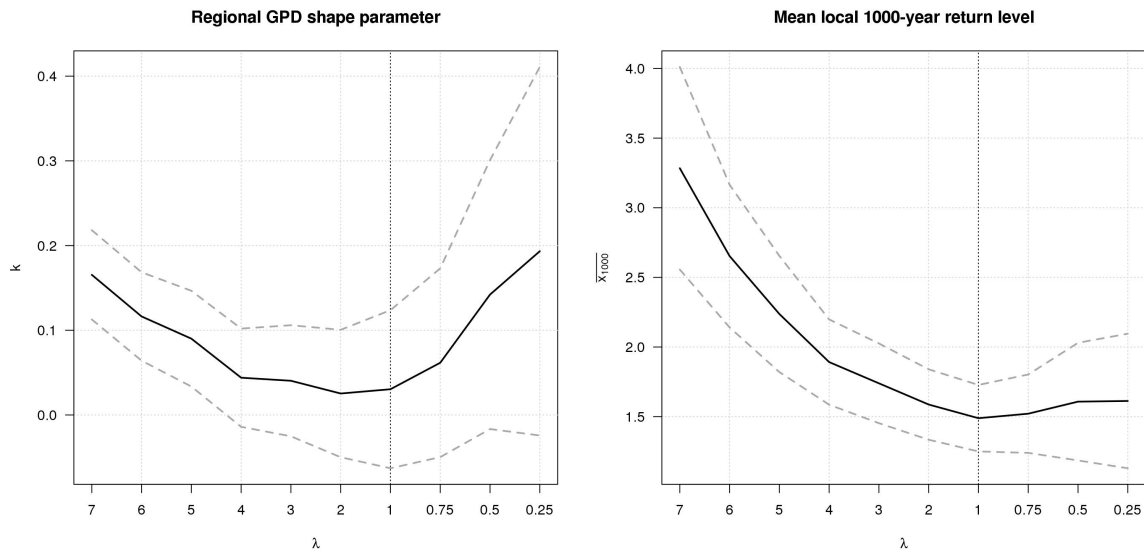 Regional GPD shape parameter
0.4
0.3
0.2
0.1
0.0
k
7 6 5 4 3 2 1 0.75 0.5 0.25
λ
Mean local 1000-year return level
4.0
3.5
3.0
2.5
2.0
1.5
x1000
7 6 5 4 3 2 1 0.75 0.5 0.25
λ